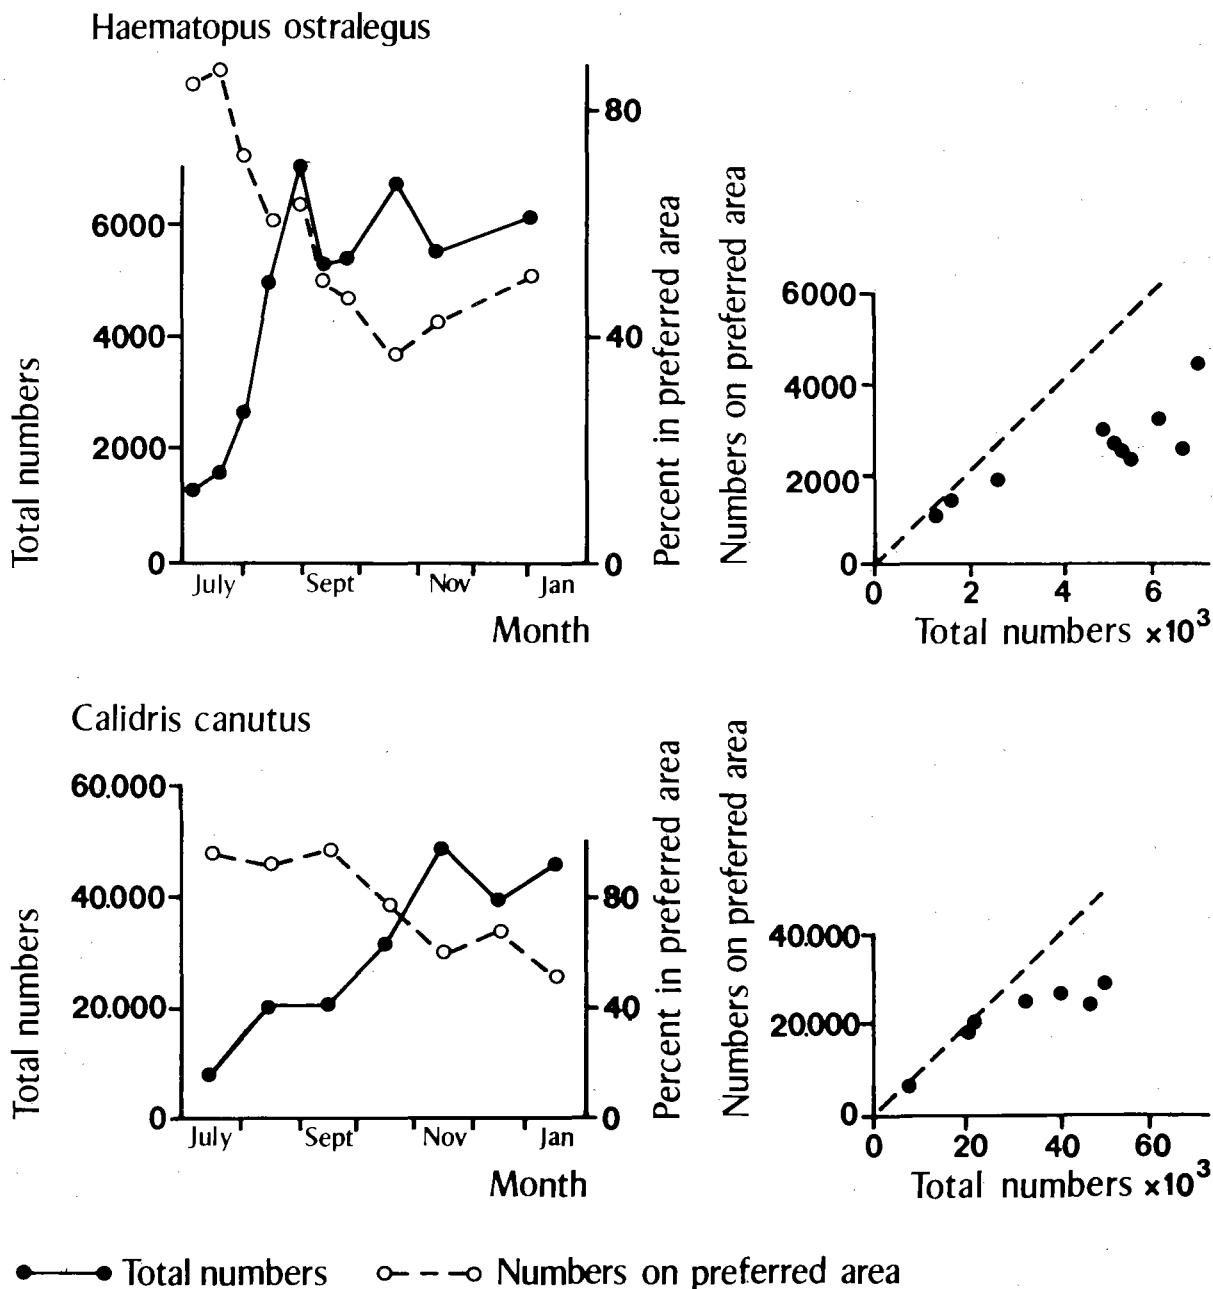 Haematopus ostralegus
Total numbers
6000
4000
2000
0
July
Sept
Nov
Jan
Month
80
40
0
Percent in preferred area
Numbers on preferred area
6000
4000
2000
0
0
2
4
6
Total numbers ×10³
Calidris canutus
Total numbers
60.000
40.000
20.000
0
July
Sept
Nov
Jan
Month
80
40
0
Percent in preferred area
Numbers on preferred area
40.000
20.000
0
0
20
40
60
Total numbers ×10³
Total numbers
Numbers on preferred area